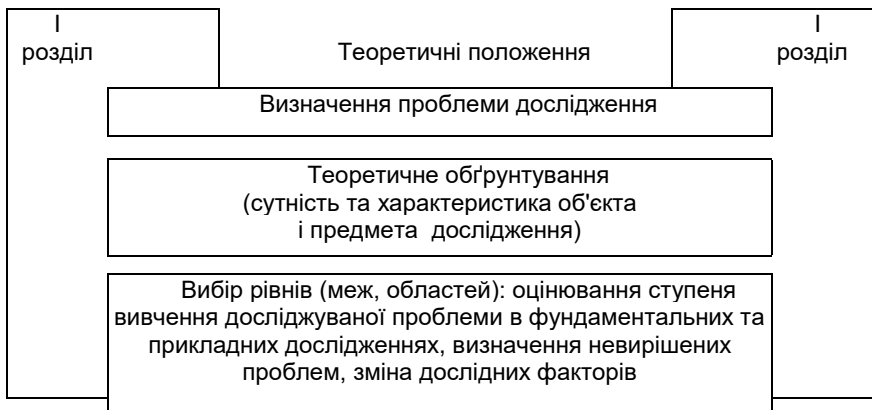 І
розділ
Теоретичні положення
І
розділ
Визначення проблеми дослідження
Теоретичне обґрунтування
(сутність та характеристика об'єкта
і предмета дослідження)
Вибір рівнів (меж, областей): оцінювання ступеня
вивчення досліджуваної проблеми в фундаментальних та
прикладних дослідженнях, визначення невирішених
проблем, зміна дослідних факторів